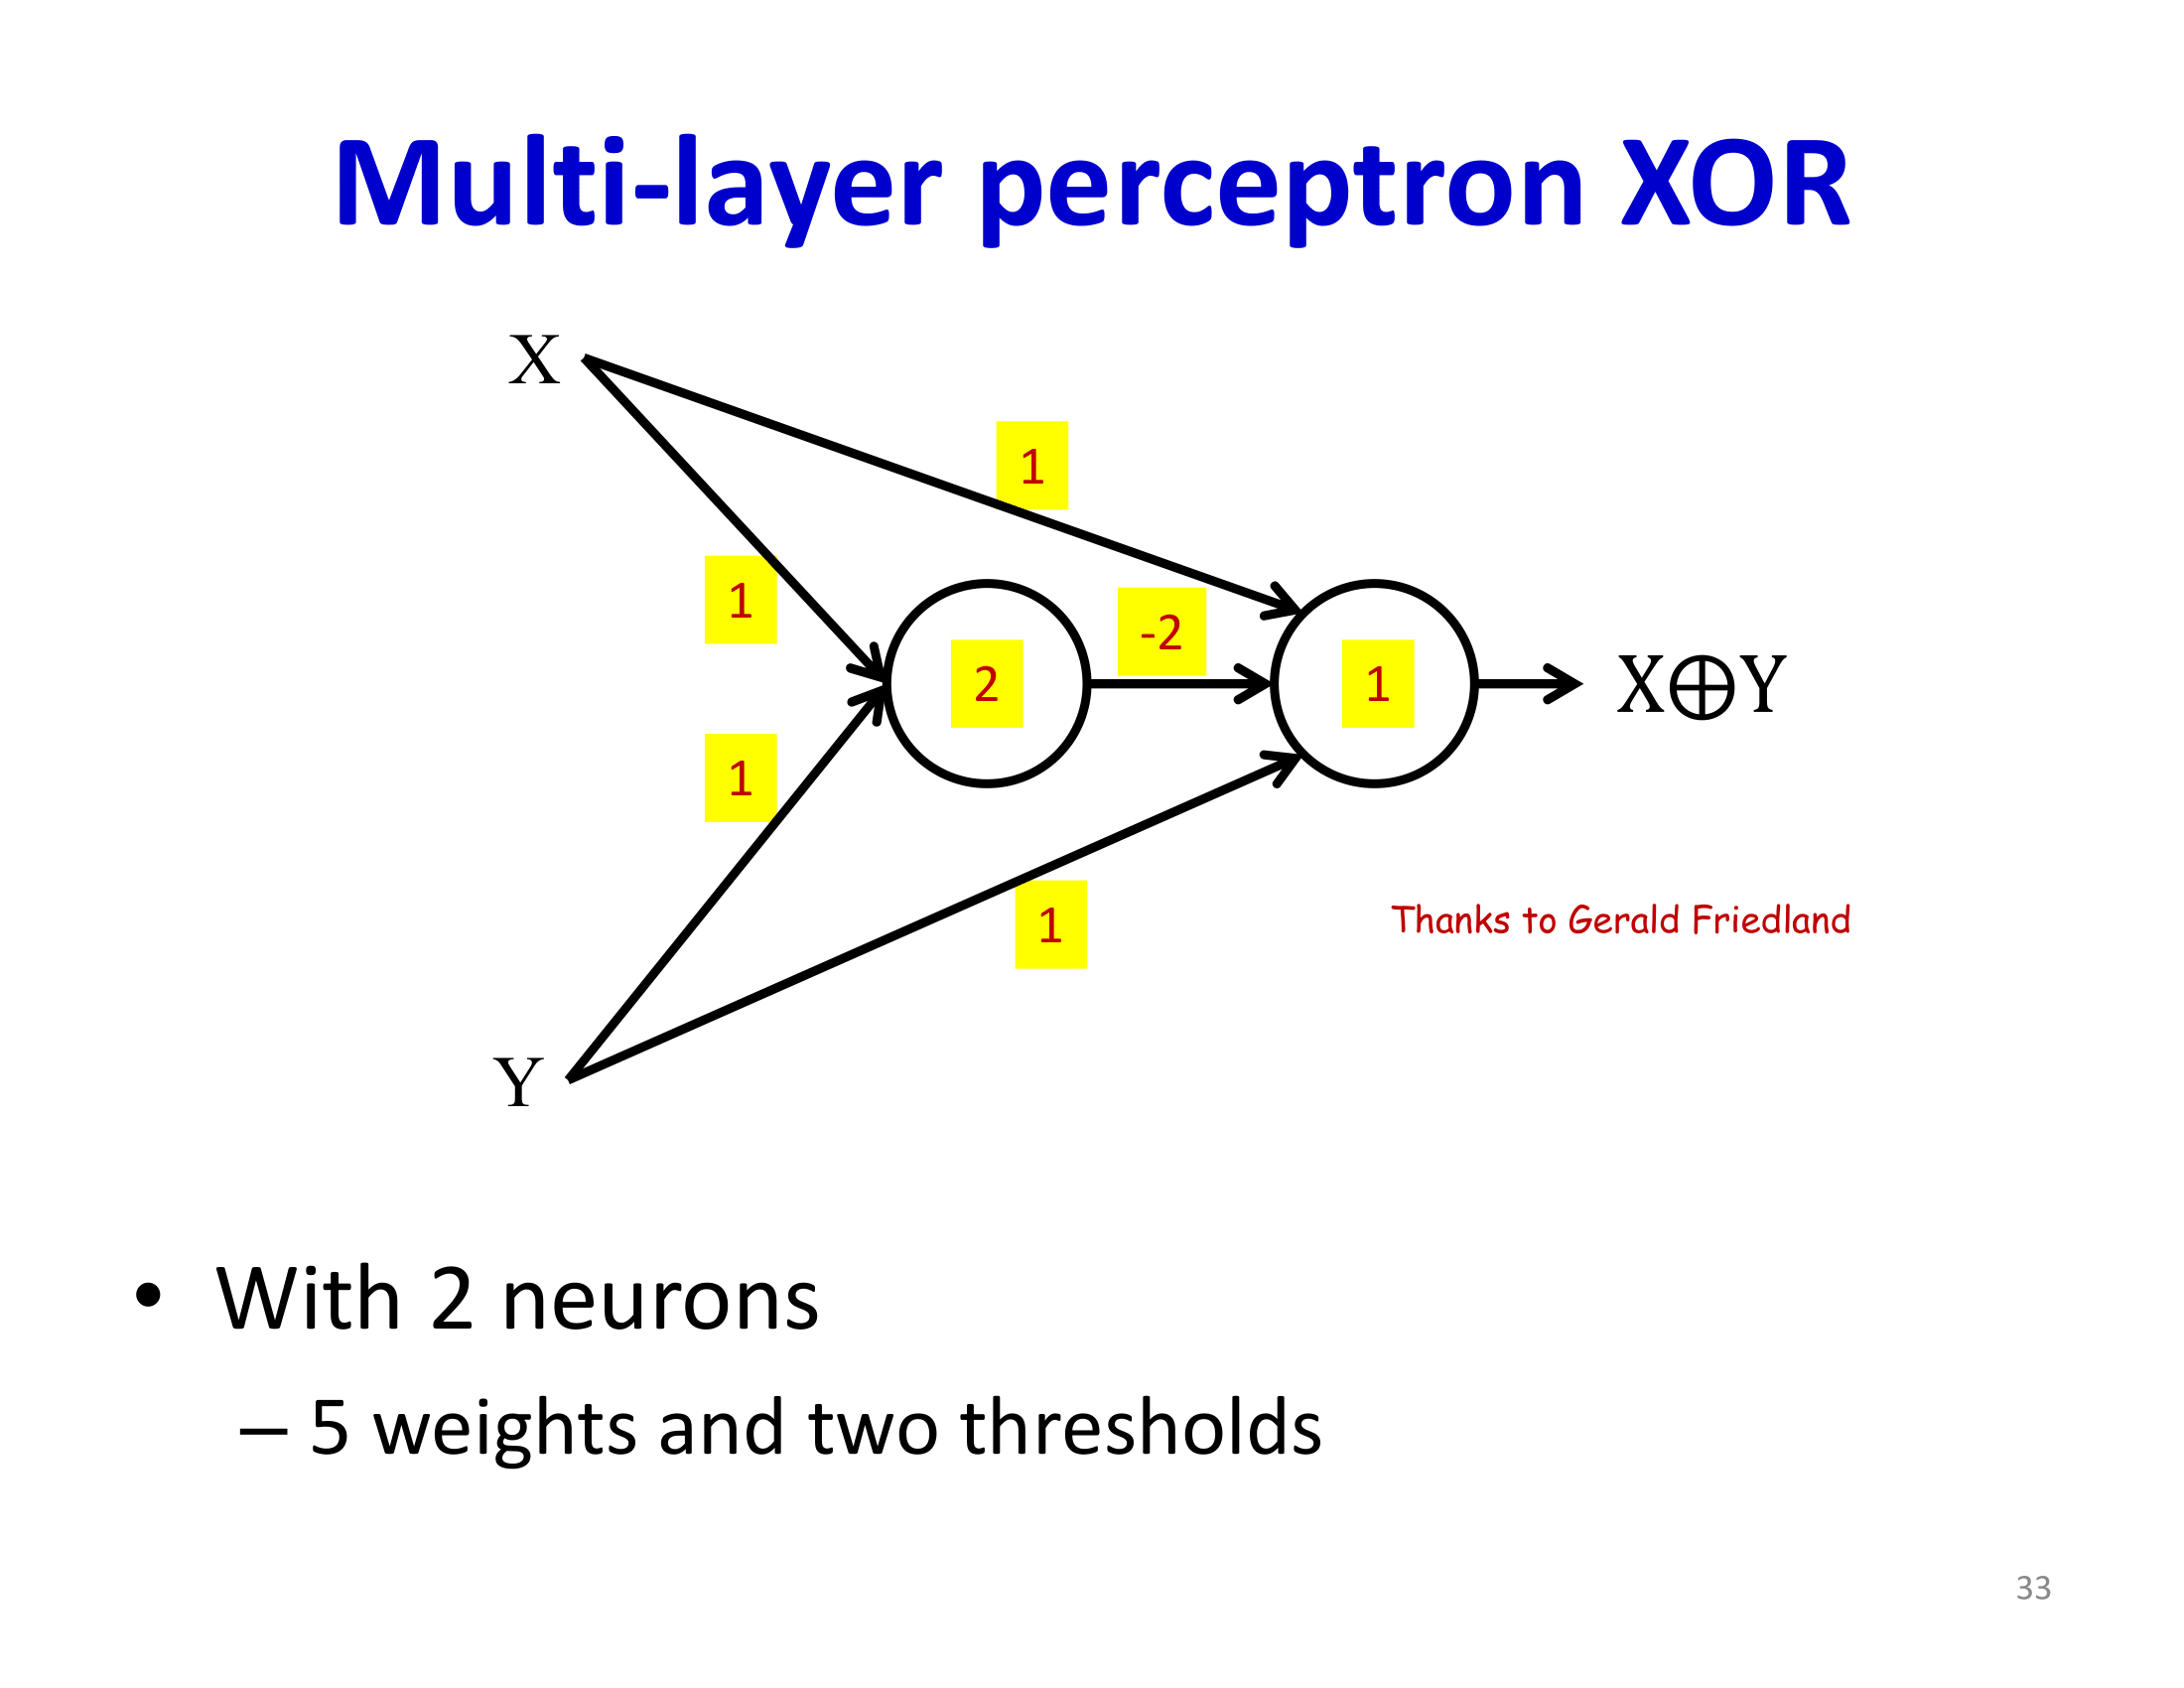 Multi-layer perceptron XOR
X
1
1
-2
2
1
X⊕Y
1
1
Thanks to Gerald Friedland
Y
• With 2 neurons
– 5 weights and two thresholds
33